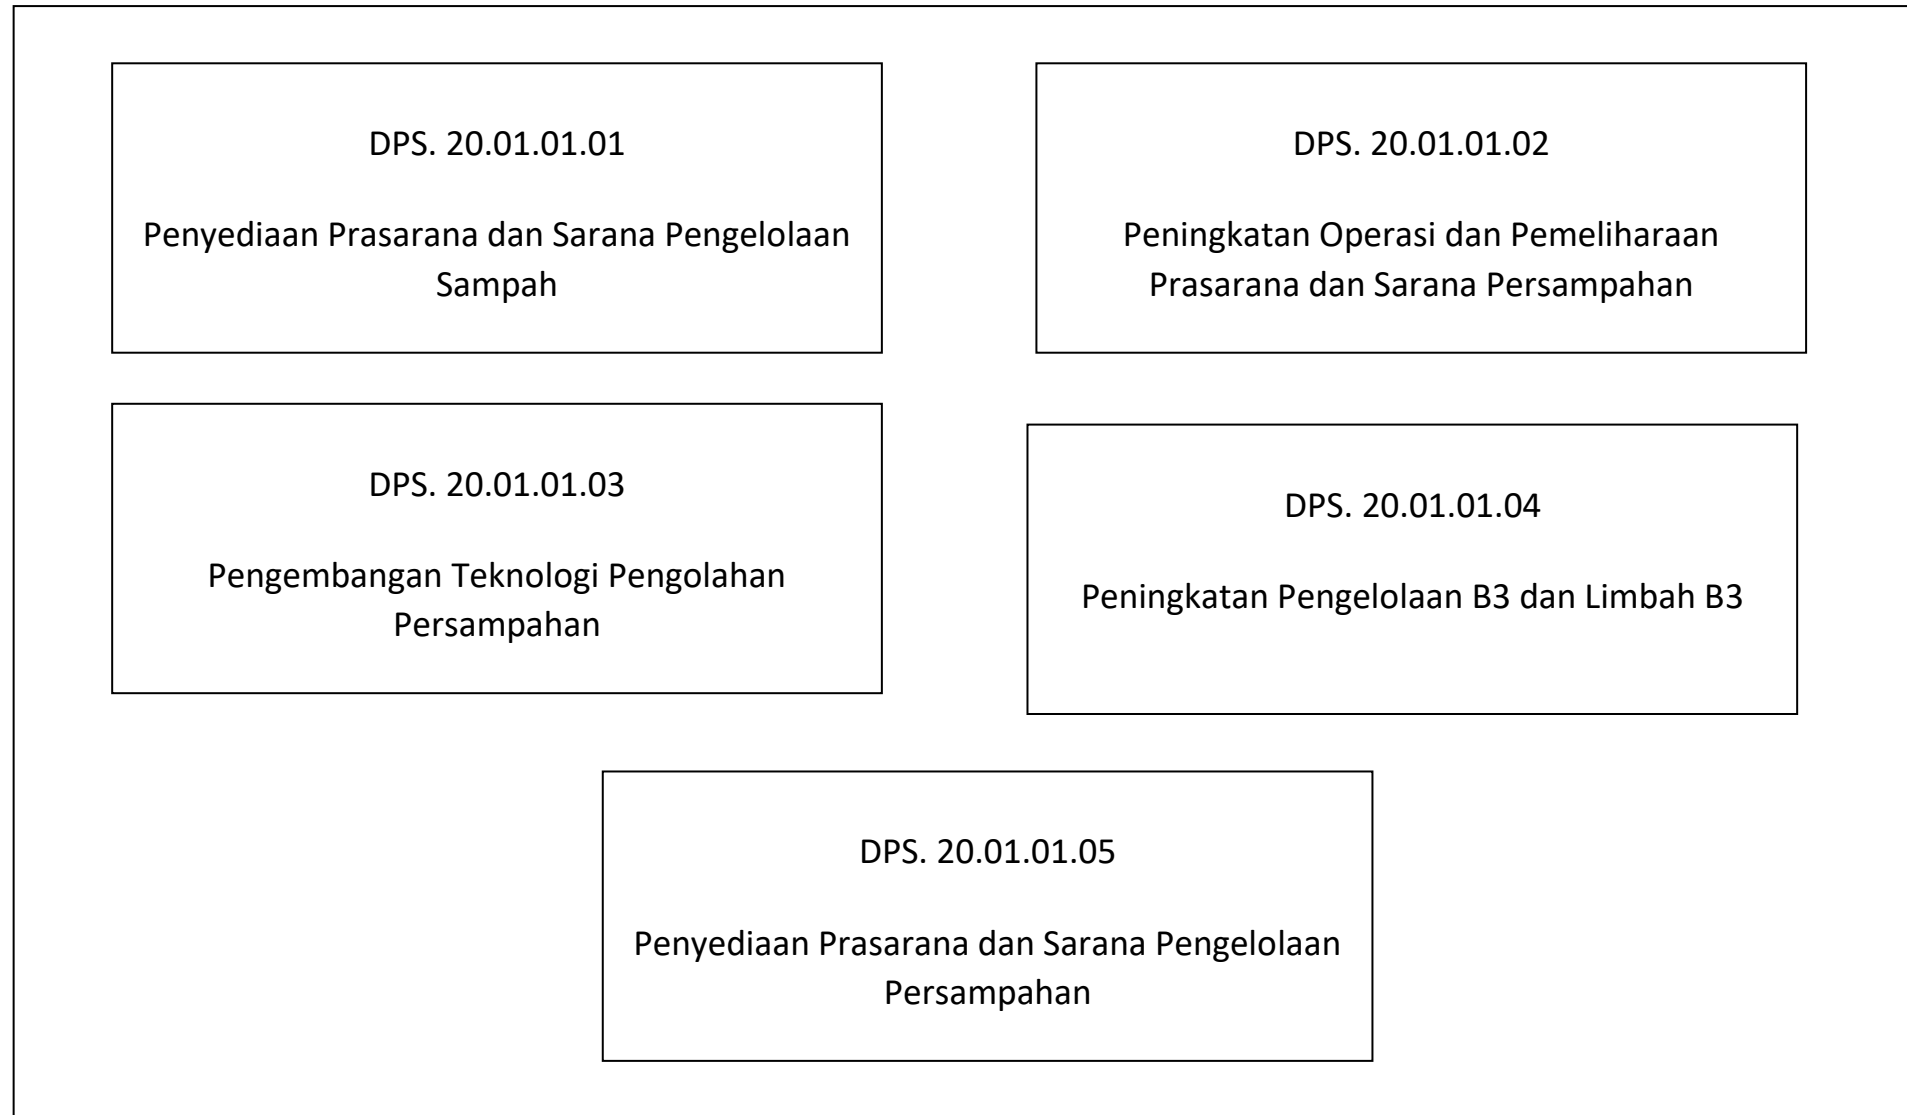 DPS. 20.01.01.01
Penyediaan Prasarana dan Sarana Pengelolaan
Sampah
DPS. 20.01.01.02
Peningkatan Operasi dan Pemeliharaan
Prasarana dan Sarana Persampahan
DPS. 20.01.01.03
Pengembangan Teknologi Pengolahan
Persampahan
DPS. 20.01.01.04
Peningkatan Pengelolaan B3 dan Limbah B3
DPS. 20.01.01.05
Penyediaan Prasarana dan Sarana Pengelolaan
Persampahan